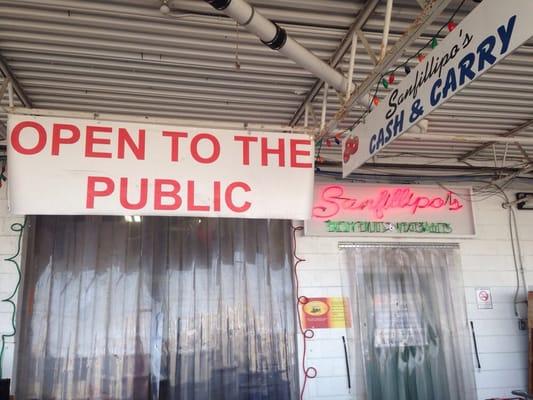 OPEN TO THE
PUBLIC
Sanfillipo's
CASH & CARRY
Sanfillipo's